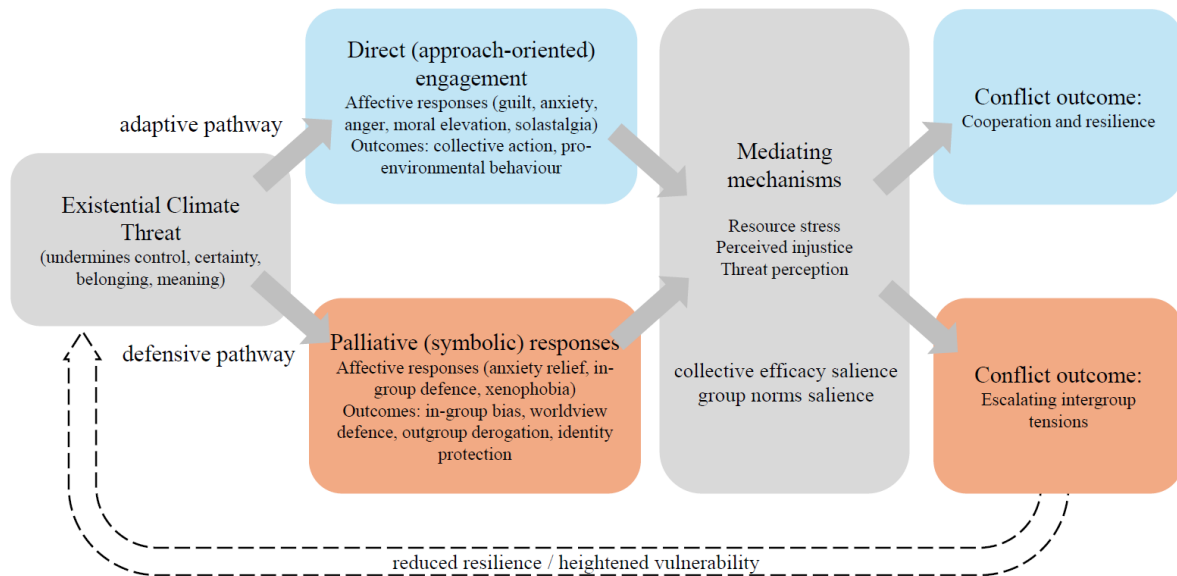 adaptive pathway
Existential Climate
Threat
(undermines control, certainty,
belonging, meaning)
defensive pathway
Direct (approach-oriented)
engagement
Affective responses (guilt, anxiety,
anger, moral elevation, solastalgia)
Outcomes: collective action, pro-
environmental behaviour
Palliative (symbolic) responses
Affective responses (anxiety relief, in-
group defence, xenophobia)
Outcomes: in-group bias, worldview
defence, outgroup derogation, identity
protection
Mediating
mechanisms
Resource stress
Perceived injustice
Threat perception
collective efficacy salience
group norms salience
Conflict outcome:
Cooperation and resilience
Conflict outcome:
Escalating intergroup
tensions
reduced resilience / heightened vulnerability